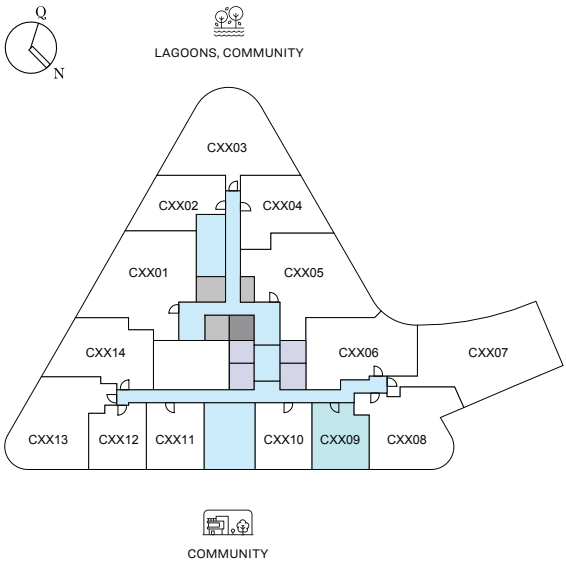 Q
N
LAGOONS, COMMUNITY
CXX03
CXX02
CXX04
CXX01
CXX05
CXX14
CXX06
CXX07
CXX13
CXX12
CXX11
CXX10
CXX09
CXX08
COMMUNITY